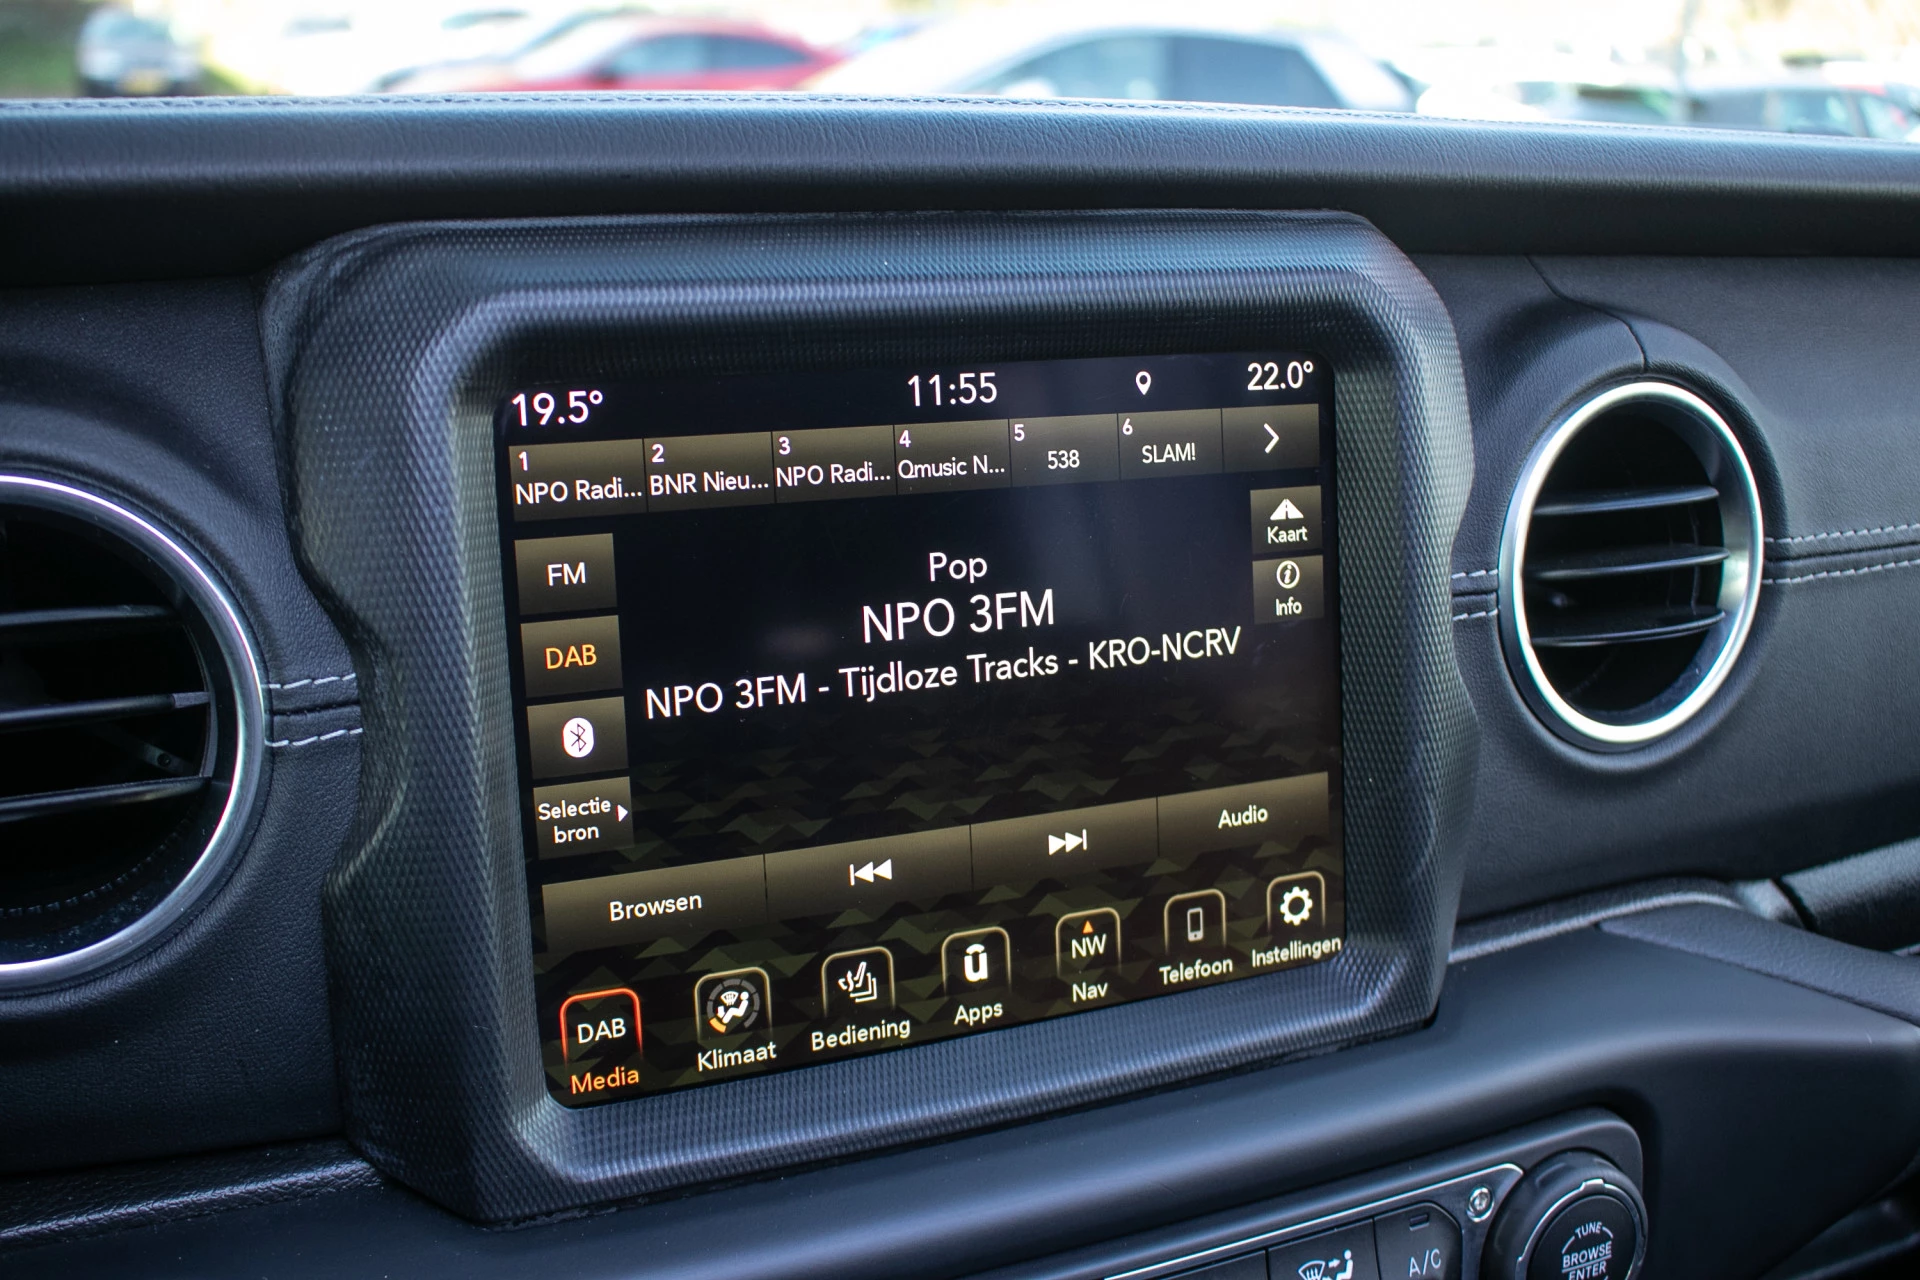 19.5° 11:55 22.0°
1 2 3 4 5 6
NPO Radi... BNR Nieu... NPO Radi... Qmusic N... 538 SLAM!
Kaart
Info
FM
DAB
Selectie
bron
Pop
NPO 3FM
NPO 3FM - Tijdloze Tracks - KRO-NCRV
Browsen Audio
DAB NW
Media Klimaat Bediening Apps Nav Telefoon Instellingen
A/C
TUNE
BROWSE
ENTER